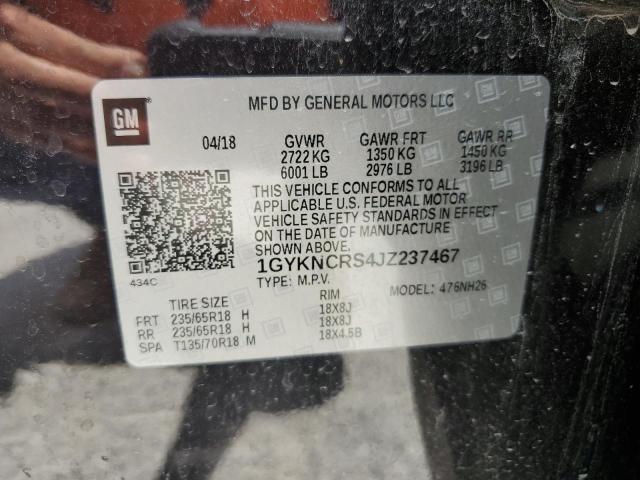 MFD BY GENERAL MOTORS LLC
GM
04/18 GVWR GAWR FRT GAWR RR
2722 KG 1350 KG 1450 KG
6001 LB 2976 LB 3196 LB
THIS VEHICLE CONFORMS TO ALL
APPLICABLE U.S. FEDERAL MOTOR
VEHICLE SAFETY STANDARDS IN EFFECT
ON THE DATE OF MANUFACTURE
SHOWN ABOVE.
1GYKNCRS4JZ237467
434C
TYPE: M.P.V. MODEL: 476NH26
TIRE SIZE RIM
FRT 235/65R18 H 18X8J
RR 235/65R18 H 18X8J
SPA T135/70R18 M 18X4.5B